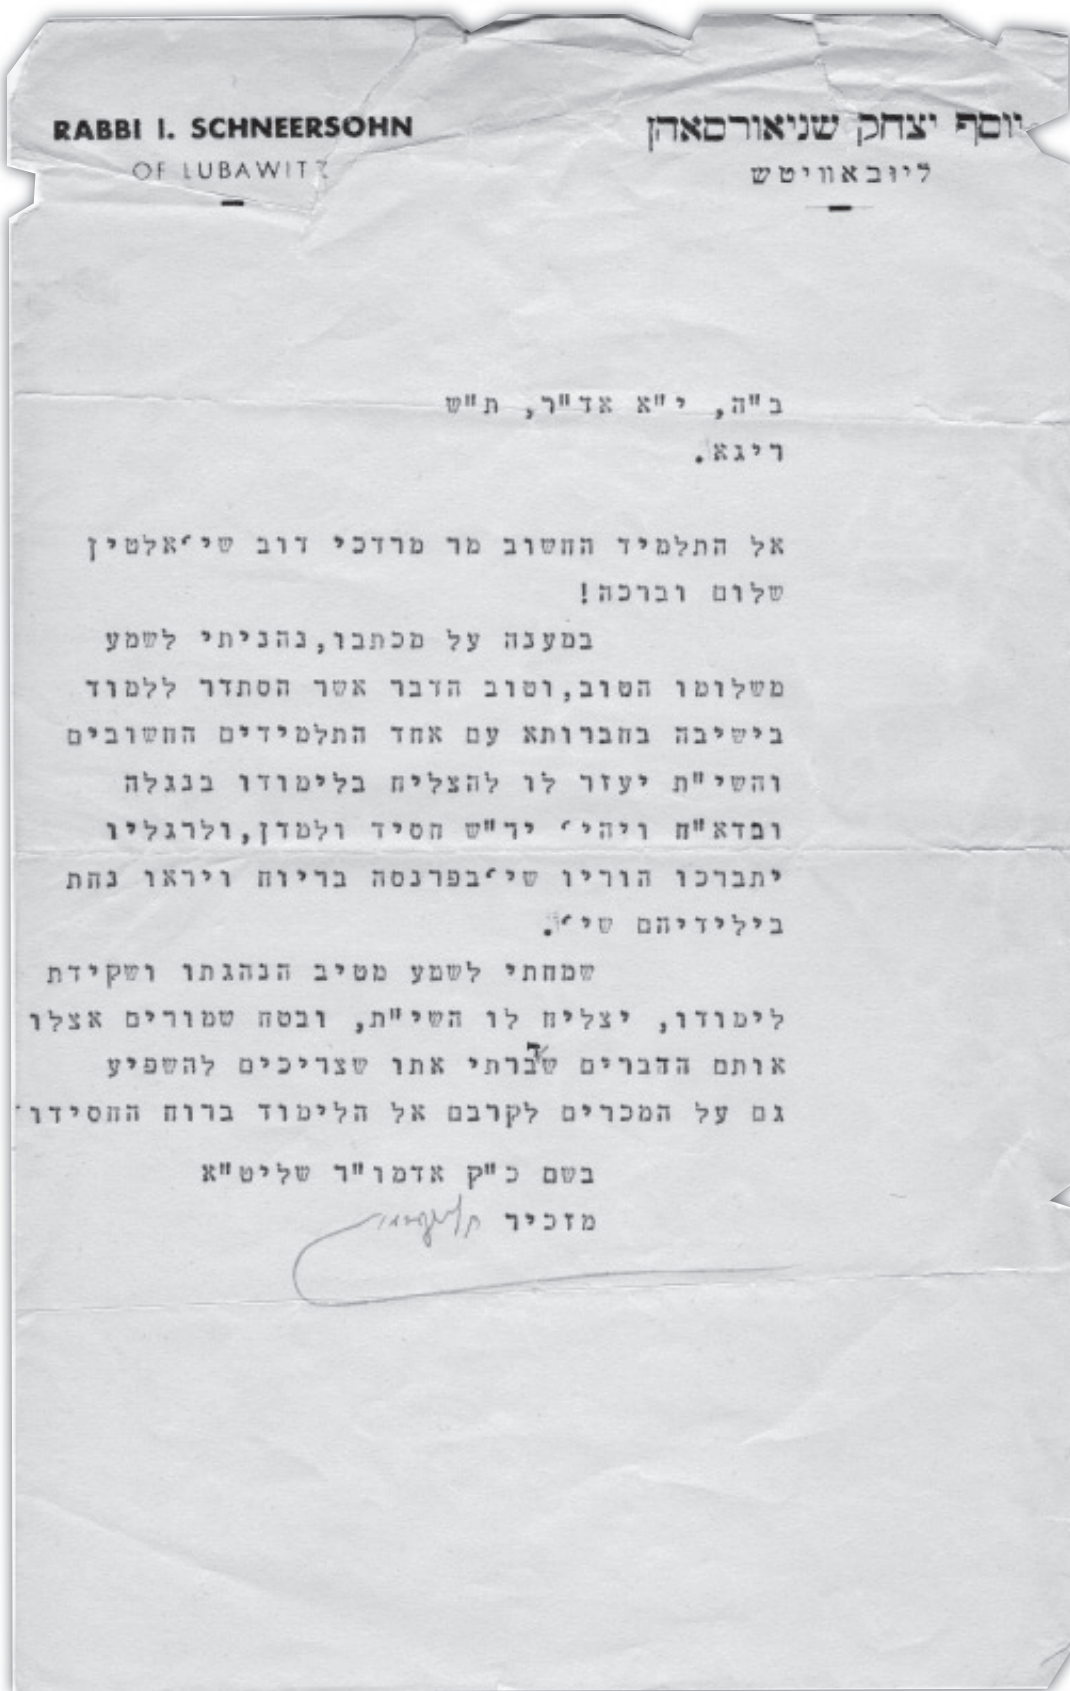 RABBI I. SCHNEERSOHN
OF LUBAWITZ
יוסף יצחק שניאורסאהן
ליובאוויטש
ב"ה, י"א אד"ר, ת"ש
ריגא.
אל התלמיד החשוב מר מרדכי דוב שי' אלטין
שלום וברכה!
במענה על מכתבו, נהניתי לשמע
משלומו הטוב, וטוב הדבר אשר הסתדר ללמוד
בישיבה בחברותא עם אחד התלמידים החשובים
והשי"ת יעזר לו להצליח בלימודו בנגלה
ובדא"ח ויהי' יר"ש חסיד ולמדן, ולרגליו
יתברכו הוריו שי' בפרנסה בריוח ויראו נחת
בילידיהם שי'.
שמחתי לשמע מטיב הנהגתו ושקידת
לימודו, יצליח לו השי"ת, ובטח שמורים אצלו
אותם הדברים שדברתי אתו שצריכים להשפיע
גם על המכרים לקרבם אל הלימוד ברוח
בשם כ"ק אדמו"ר שליט"א
מזכיר